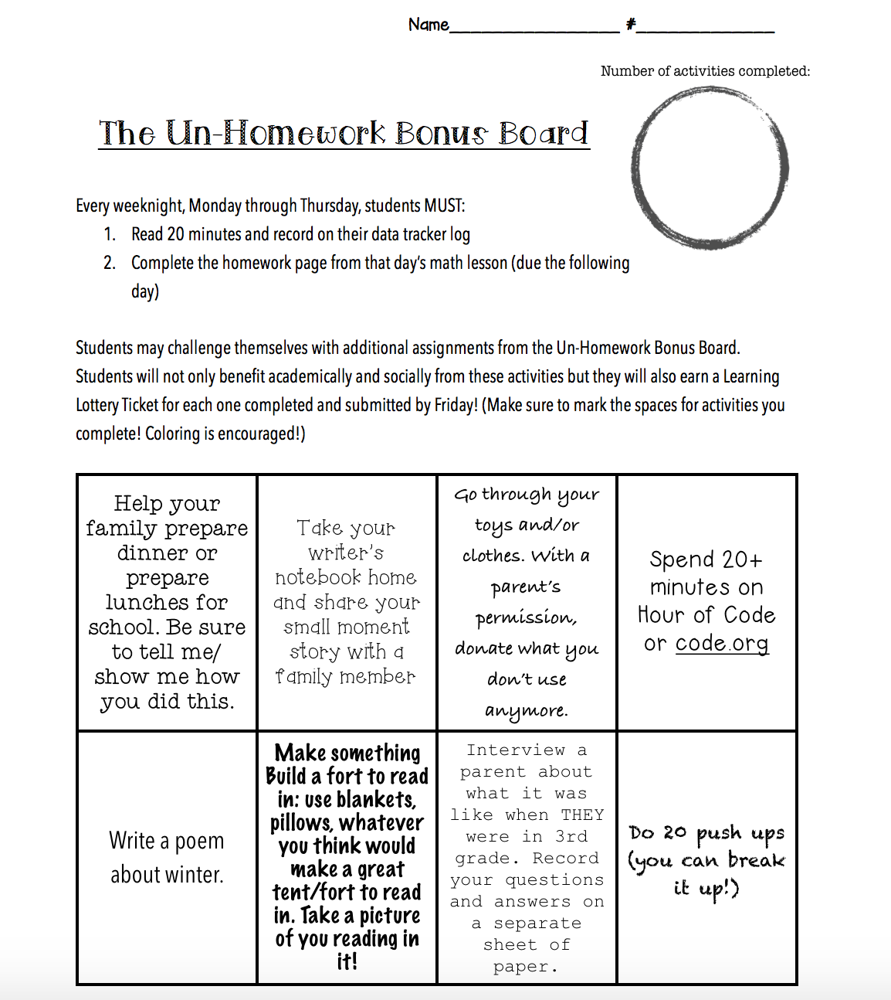 Name________________ #_____________
Number of activities completed:
The Un-Homework Bonus Board
Every weeknight, Monday through Thursday, students MUST:
1. Read 20 minutes and record on their data tracker log
2. Complete the homework page from that day's math lesson (due the following
day)
Students may challenge themselves with additional assignments from the Un-Homework Bonus Board.
Students will not only benefit academically and socially from these activities but they will also earn a Learning
Lottery Ticket for each one completed and submitted by Friday! (Make sure to mark the spaces for activities you
complete! Coloring is encouraged!)
Help your
family prepare
dinner or
prepare
lunches for
school. Be sure
to tell me/
show me how
you did this.
Take your
writer's
notebook home
and share your
small moment
story with a
family member
Go through your
toys and/or
clothes. With a
parent's
permission,
donate what you
don't use
anymore.
Spend 20+
minutes on
Hour of Code
or code.org
Write a poem
about winter.
Make something
Build a fort to read
in: use blankets,
pillows, whatever
you think would
make a great
tent/fort to read
in. Take a picture
of you reading in
it!
Interview a
parent about
what it was
like when THEY
were in 3rd
grade. Record
your questions
and answers on
a separate
sheet of
paper.
Do 20 push ups
(you can break
it up!)